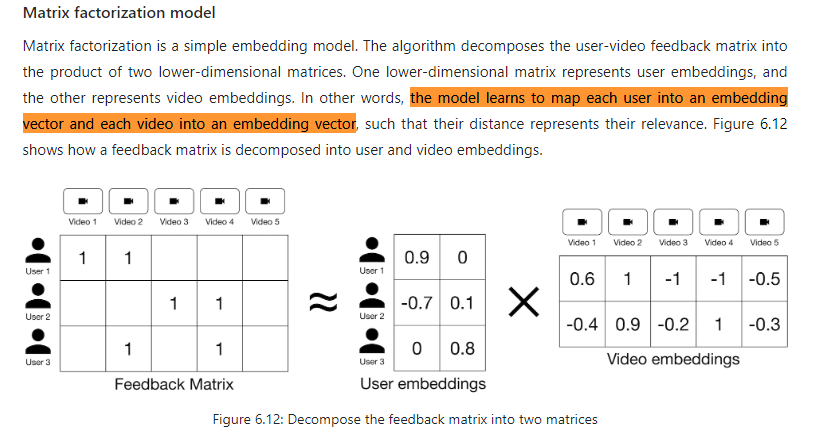 Matrix factorization model
Matrix factorization is a simple embedding model. The algorithm decomposes the user-video feedback matrix into
the product of two lower-dimensional matrices. One lower-dimensional matrix represents user embeddings, and
the other represents video embeddings. In other words, the model learns to map each user into an embedding
vector and each video into an embedding vector, such that their distance represents their relevance. Figure 6.12
shows how a feedback matrix is decomposed into user and video embeddings.
Video 1 Video 2 Video 3 Video 4 Video 5
User 1 1 1
User 2 1 1
User 3 1 1
Feedback Matrix
≈
User 1 0.9 0
User 2 -0.7 0.1
User 3 0 0.8
User embeddings
×
Video 1 Video 2 Video 3 Video 4 Video 5
0.6 1 -1 -1 -0.5
-0.4 0.9 -0.2 1 -0.3
Video embeddings
Figure 6.12: Decompose the feedback matrix into two matrices